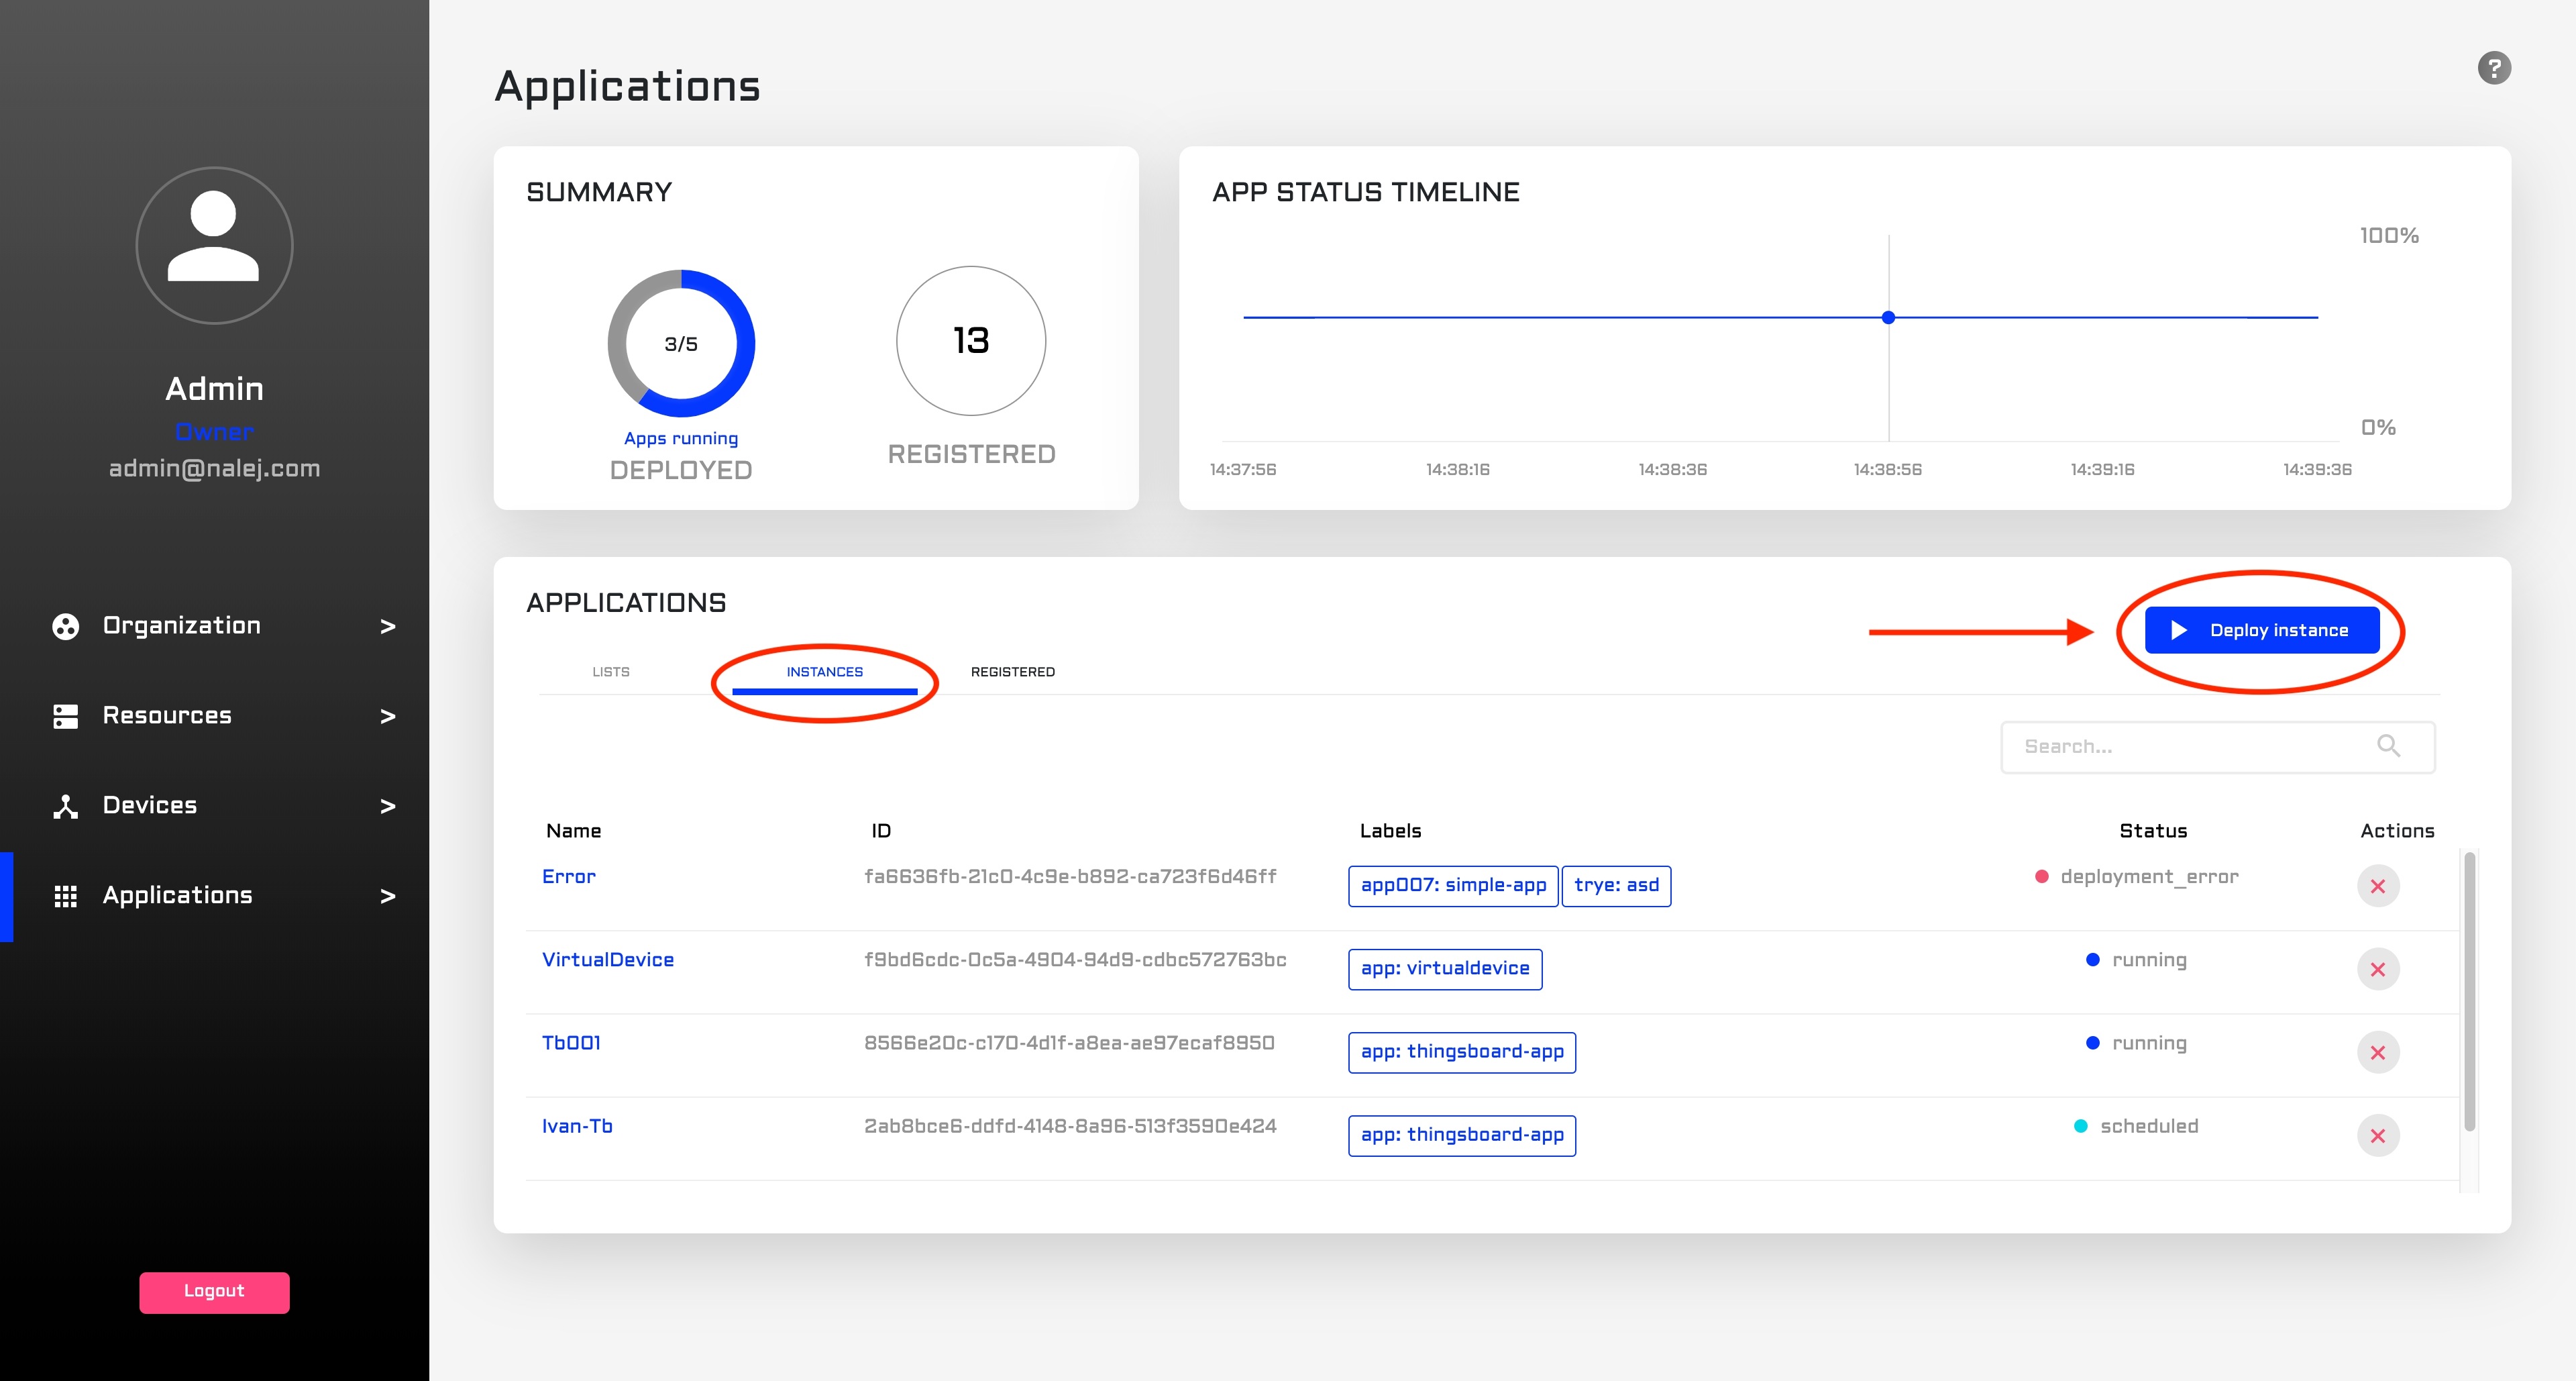 Admin
Owner
admin@nalej.com
Organization >
Resources >
Devices >
Applications >
Logout
Applications
?
SUMMARY
3/5
Apps running
DEPLOYED
13
REGISTERED
APP STATUS TIMELINE
100%
0%
14:37:56 14:38:16 14:38:36 14:38:56 14:39:16 14:39:36
APPLICATIONS
Deploy instance
LISTS INSTANCES REGISTERED
Search...
Name ID Labels Status Actions
Error fa6636fb-21c0-4c9e-b892-ca723f6d46ff app007: simple-app trye: asd deployment_error
VirtualDevice f9bd6cdc-0c5a-4904-94d9-cdbc572763bc app: virtualdevice running
Tb001 8566e20c-c170-4d1f-a8ea-ae97ecaf8950 app: thingsboard-app running
Ivan-Tb 2ab8bce6-ddfd-4148-8a96-513f3590e424 app: thingsboard-app scheduled